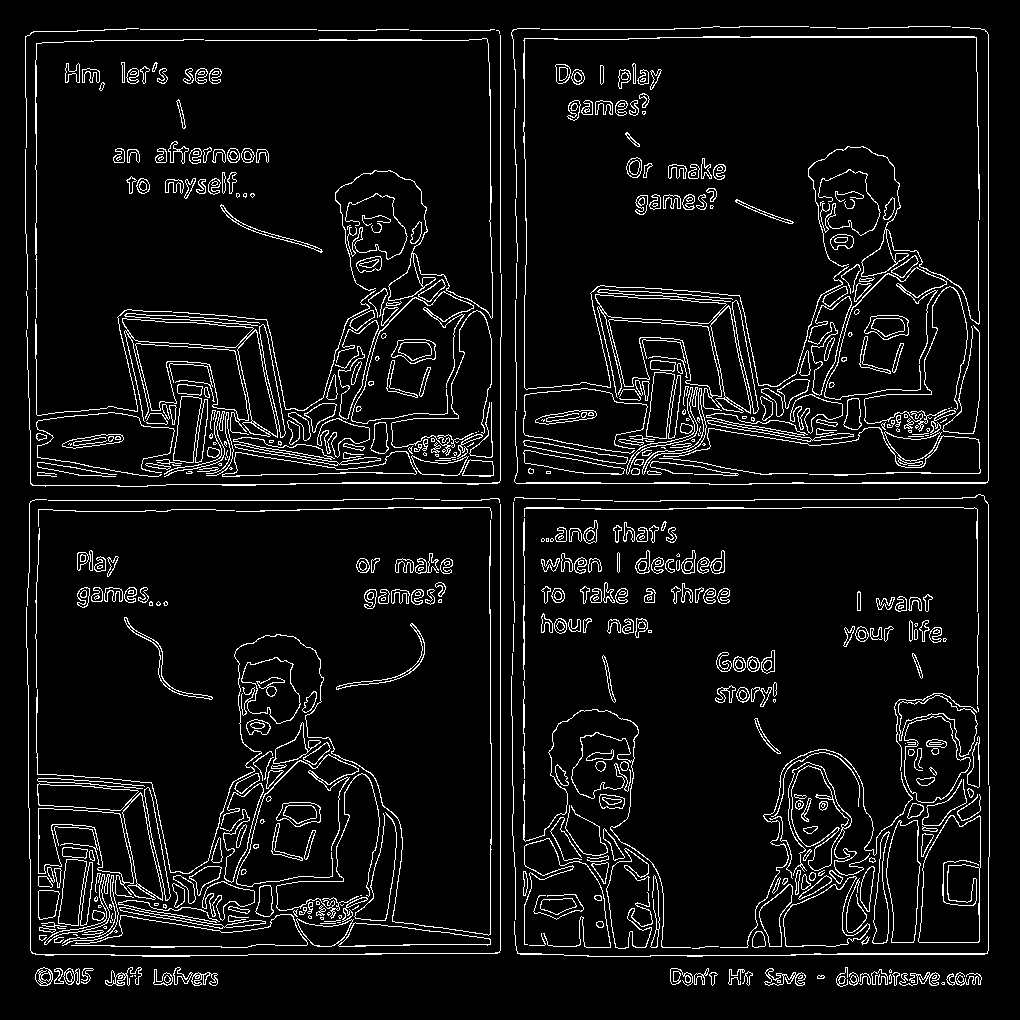 Hm, let's see
an afternoon
to myself...
Do I play
games?
Or make
games?
Play
games...
or make
games?
...and that's
when I decided
to take a three
hour nap.
Good
story!
I want
your life.
©2015 Jeff Lofvers
Don't Hit Save - donthitsave.com